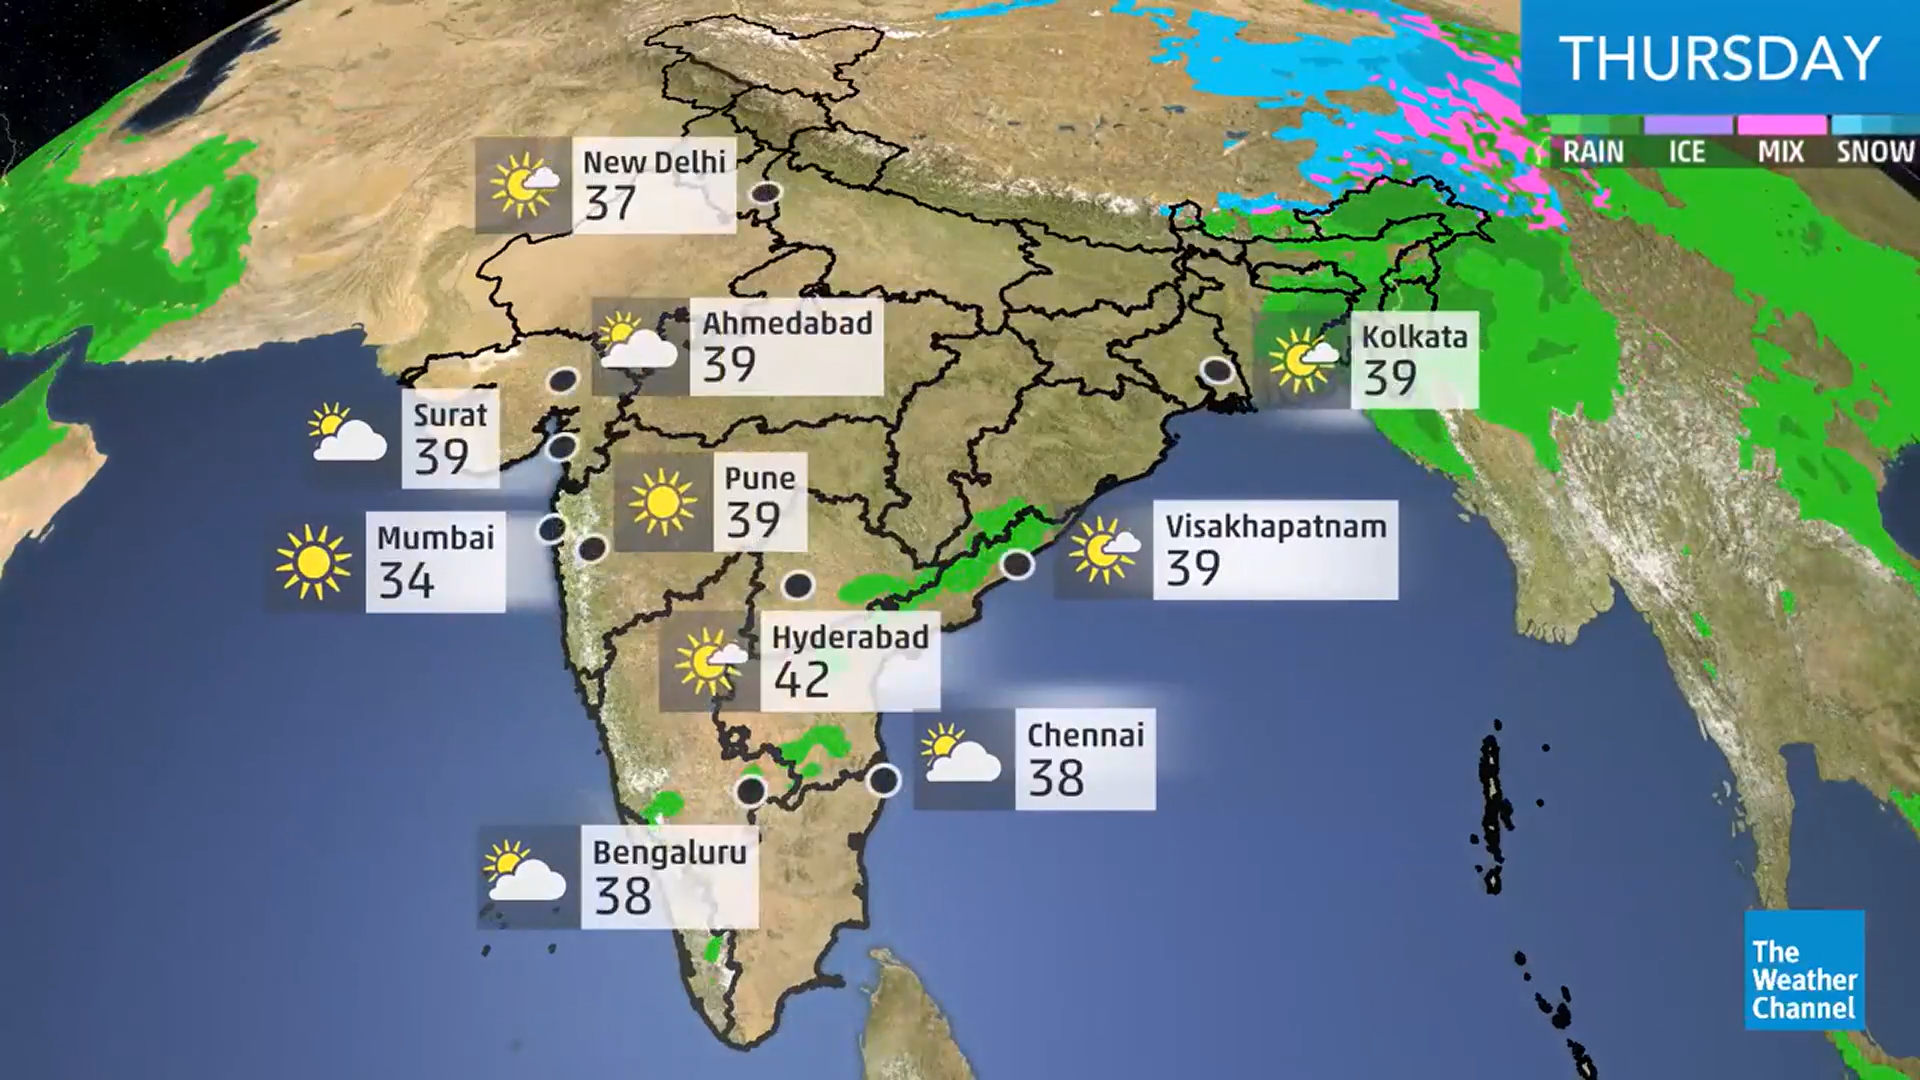 THURSDAY
RAIN ICE MIX SNOW
New Delhi
37
Ahmedabad
39
Kolkata
39
Surat
39
Pune
39
Mumbai
34
Visakhapatnam
39
Hyderabad
42
Chennai
38
Bengaluru
38
The
Weather
Channel